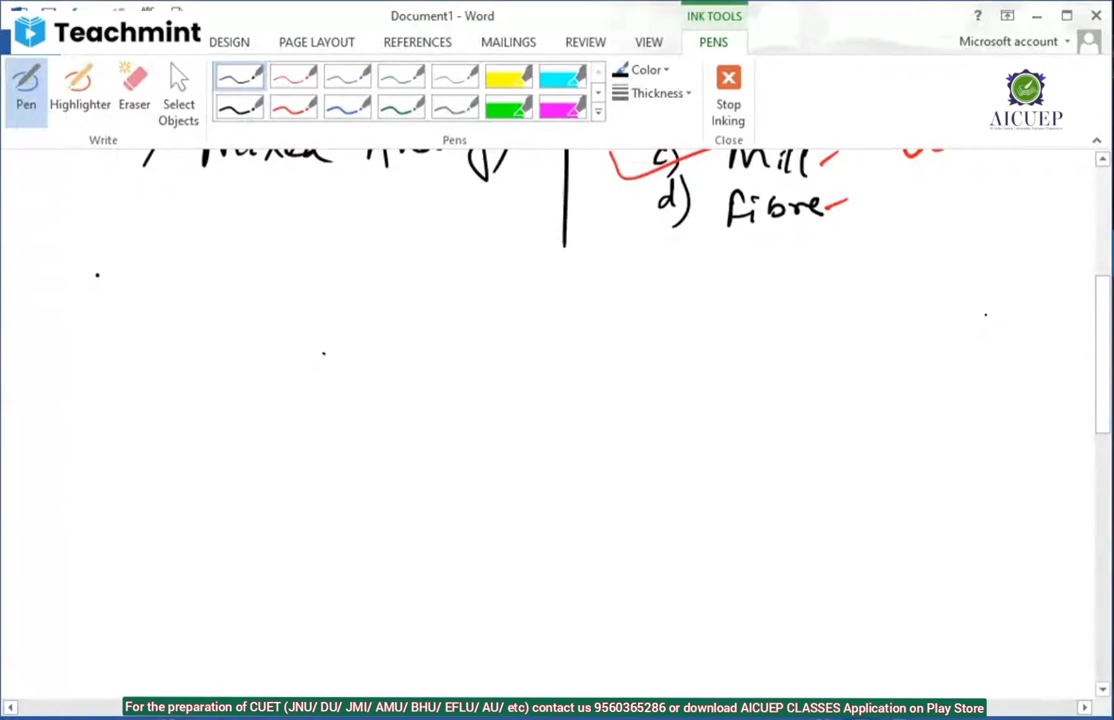 Document1 - Word
INK TOOLS
Teachmint
DESIGN
PAGE LAYOUT
REFERENCES
MAILINGS
REVIEW
VIEW
PENS
Microsoft account
Pen
Highlighter
Eraser
Select
Objects
Color
Thickness
Stop
Inking
Write
Pens
Close
AICUEP
c) Mill
d) Fibre
For the preparation of CUET (JNU/ DU/ JMI/ AMU/ BHU/ EFLU/ AU/ etc) contact us 9560365286 or download AICUEP CLASSES Application on Play Store